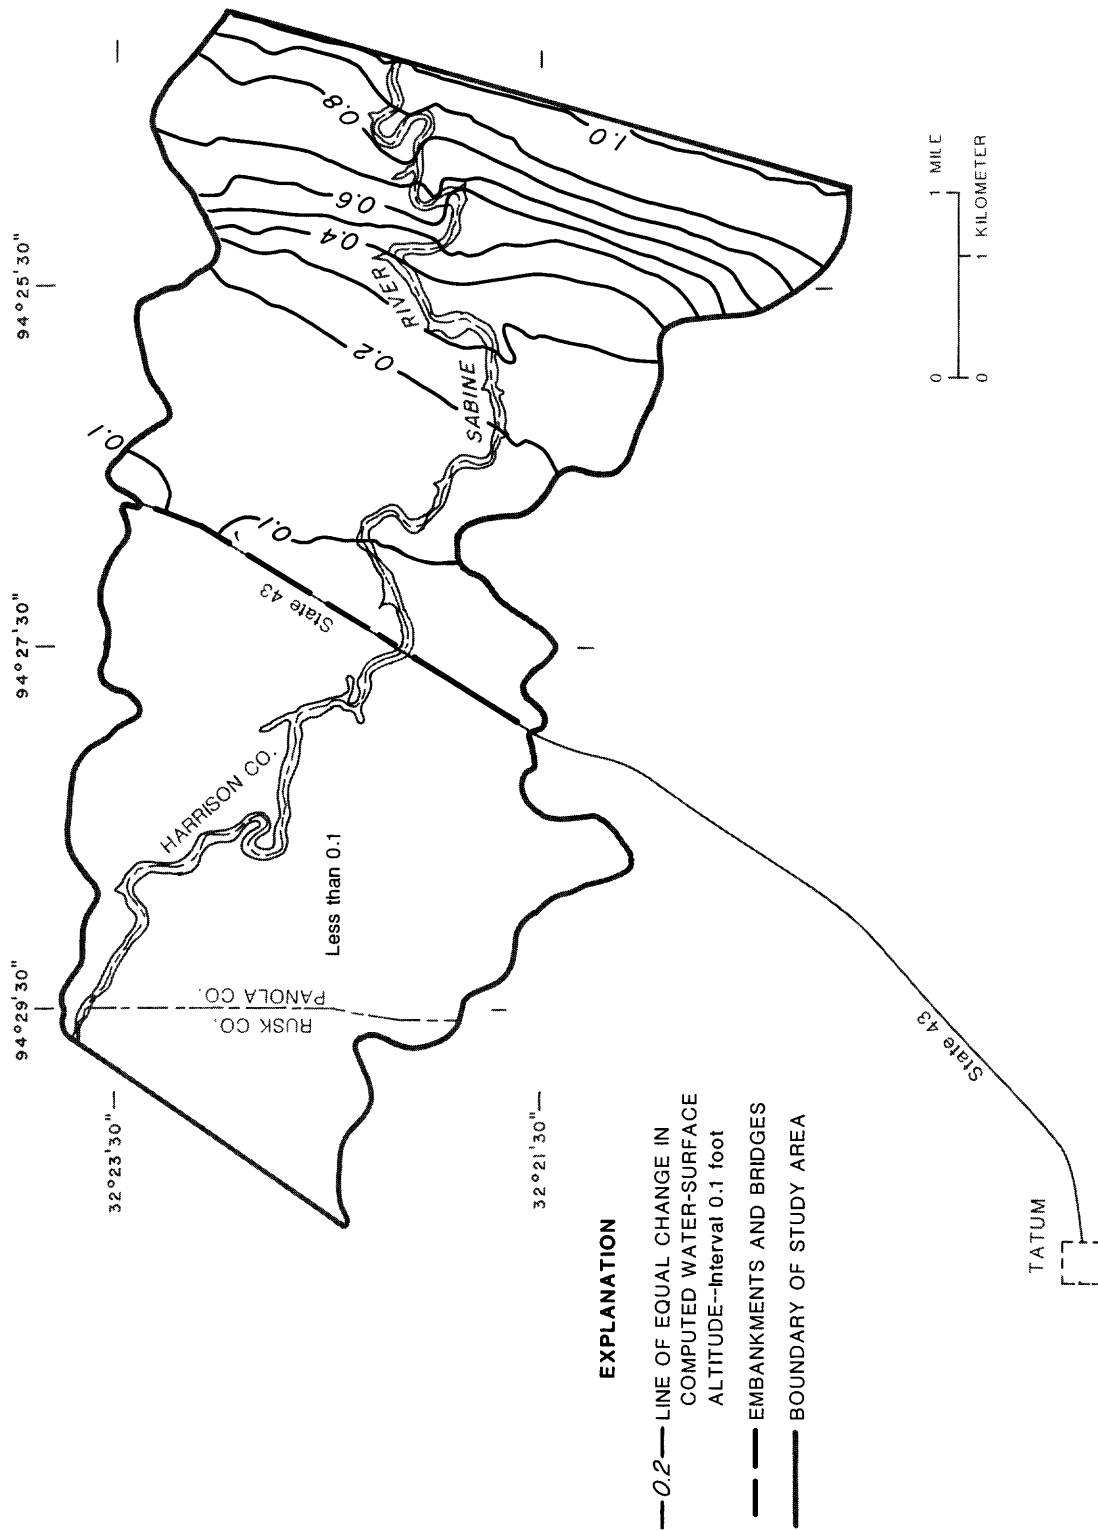 94°29'30"
94°27'30"
94°25'30"
32°23'30"
32°21'30"
0.1
0.1
0.2
0.4
0.6
0.8
1.0
RIVER
SABINE
State 43
HARRISON CO.
Less than 0.1
PANOLA CO.
RUSK CO.
State 43
TATUM
0 1 MILE
0 1 KILOMETER
EXPLANATION
0.2 LINE OF EQUAL CHANGE IN
COMPUTED WATER-SURFACE
ALTITUDE--Interval 0.1 foot
EMBANKMENTS AND BRIDGES
BOUNDARY OF STUDY AREA